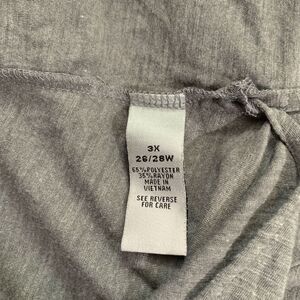 3X
26/28W
65%POLYESTER
35%RAYON
MADE IN
VIETNAM
SEE REVERSE
FOR CARE